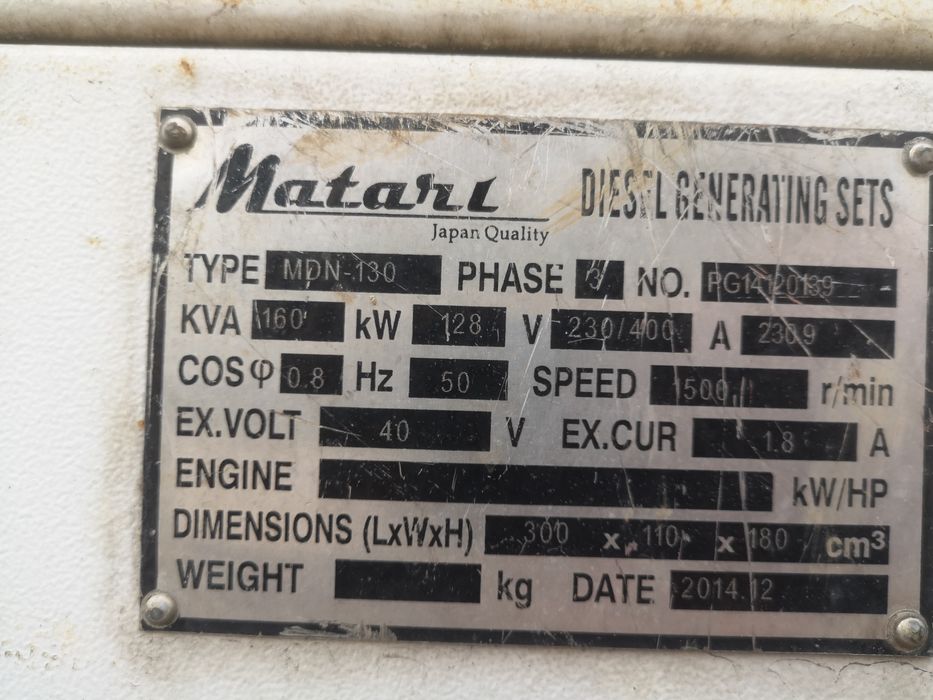 Matari
DIESEL GENERATING SETS
Japan Quality
TYPE MDN-130 PHASE 3 NO. PG14120139
KVA 160 kW 128 V 230/400 A 230.9
COS φ 0.8 Hz 50 SPEED 1500 r/min
EX.VOLT 40 V EX.CUR 1.8 A
ENGINE kW/HP
DIMENSIONS (LxWxH) 300 x 110 x 180 cm³
WEIGHT kg DATE 2014.12